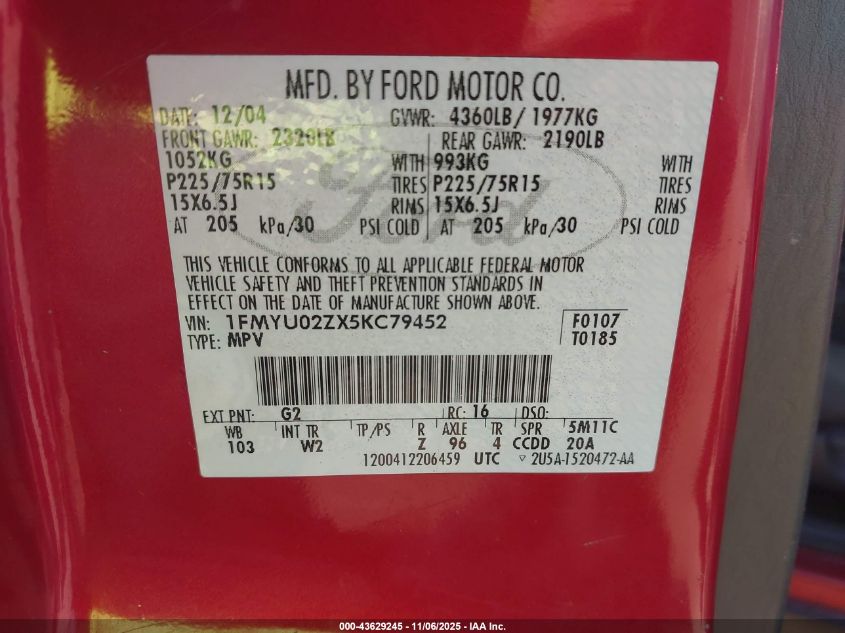 MFD. BY FORD MOTOR CO.
DATE: 12/04 GVWR: 4360LB/ 1977KG
FRONT GAWR: 2320LB REAR GAWR: 2190LB
1052KG WITH 993KG WITH
P225/75R15 TIRES P225/75R15 TIRES
15X6.5J RIMS 15X6.5J RIMS
AT 205 kPa/30 PSI COLD AT 205 kPa/30 PSI COLD
Ford
THIS VEHICLE CONFORMS TO ALL APPLICABLE FEDERAL MOTOR
VEHICLE SAFETY AND THEFT PREVENTION STANDARDS IN
EFFECT ON THE DATE OF MANUFACTURE SHOWN ABOVE.
VIN: 1FMYU02ZX5KC79452 F0107
TYPE: MPV T0185
EXT PNT: G2 RC: 16 DSO:
WB INT TR TP/PS R AXLE TR SPR 5M11C
103 W2 Z 96 4 CCDD 20A
1200412206459 UTC ▿ 2U5A-1520472-AA
000-43629245 - 11/06/2025 - IAA Inc.